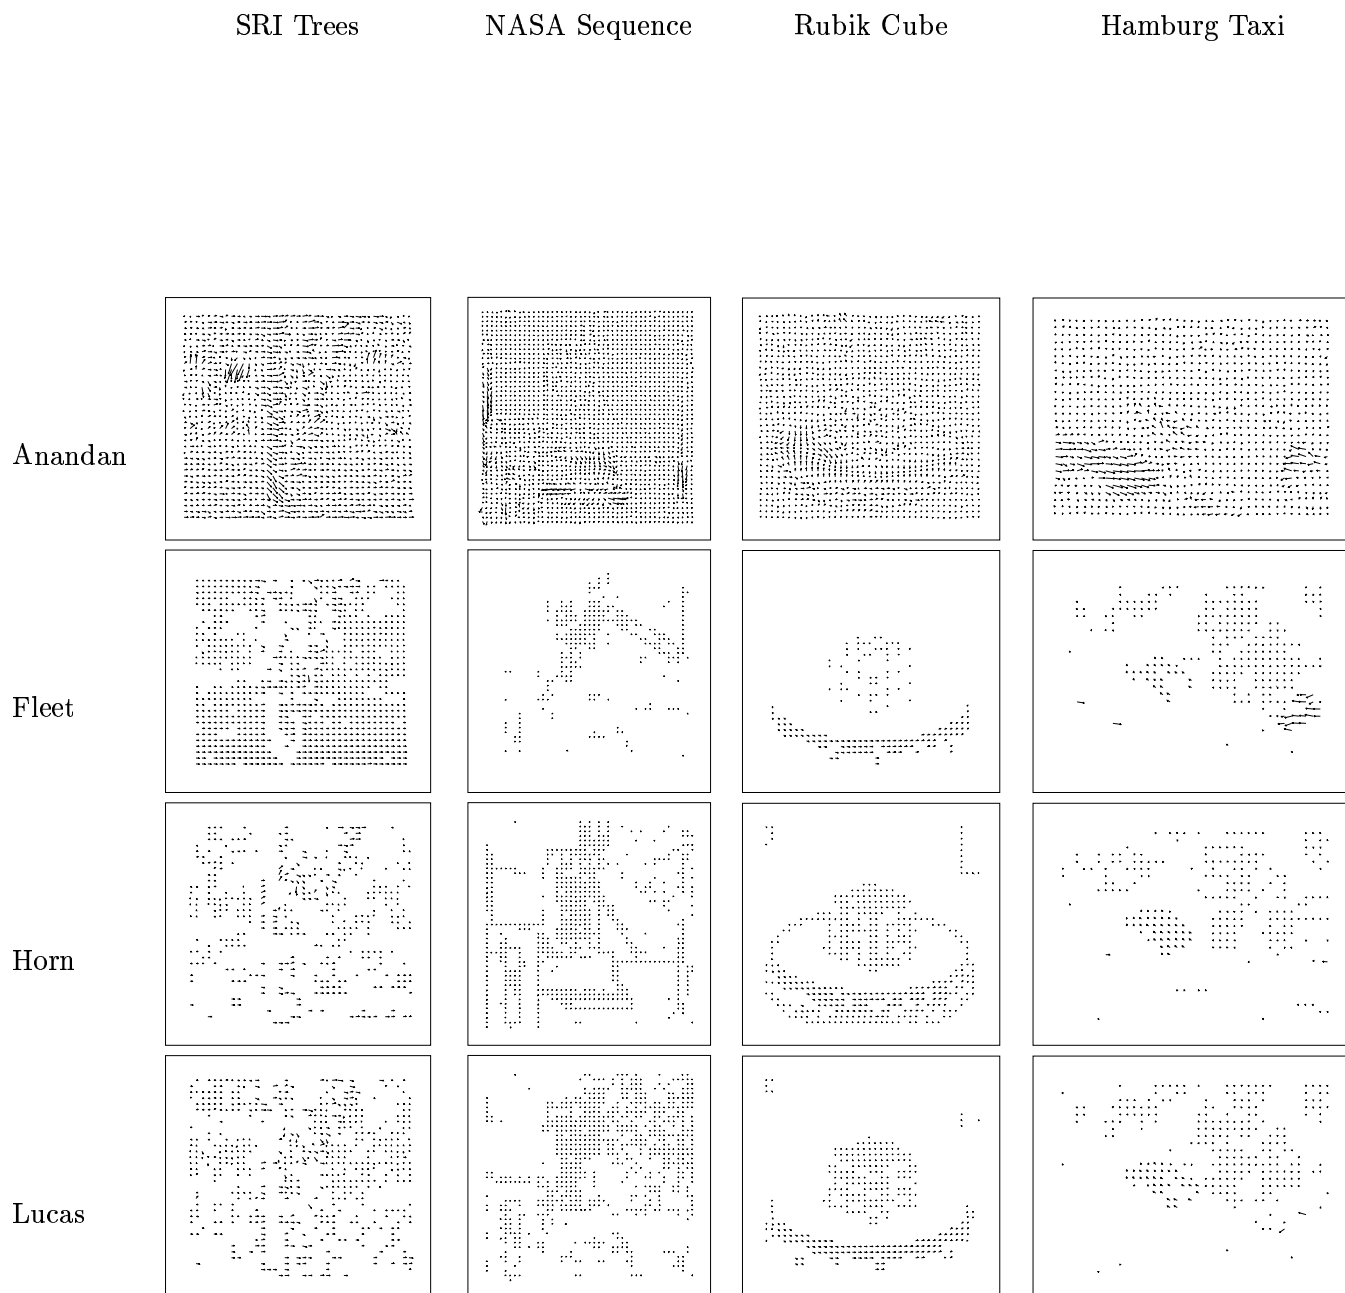 SRI Trees NASA Sequence Rubik Cube Hamburg Taxi
Anandan
Fleet
Horn
Lucas